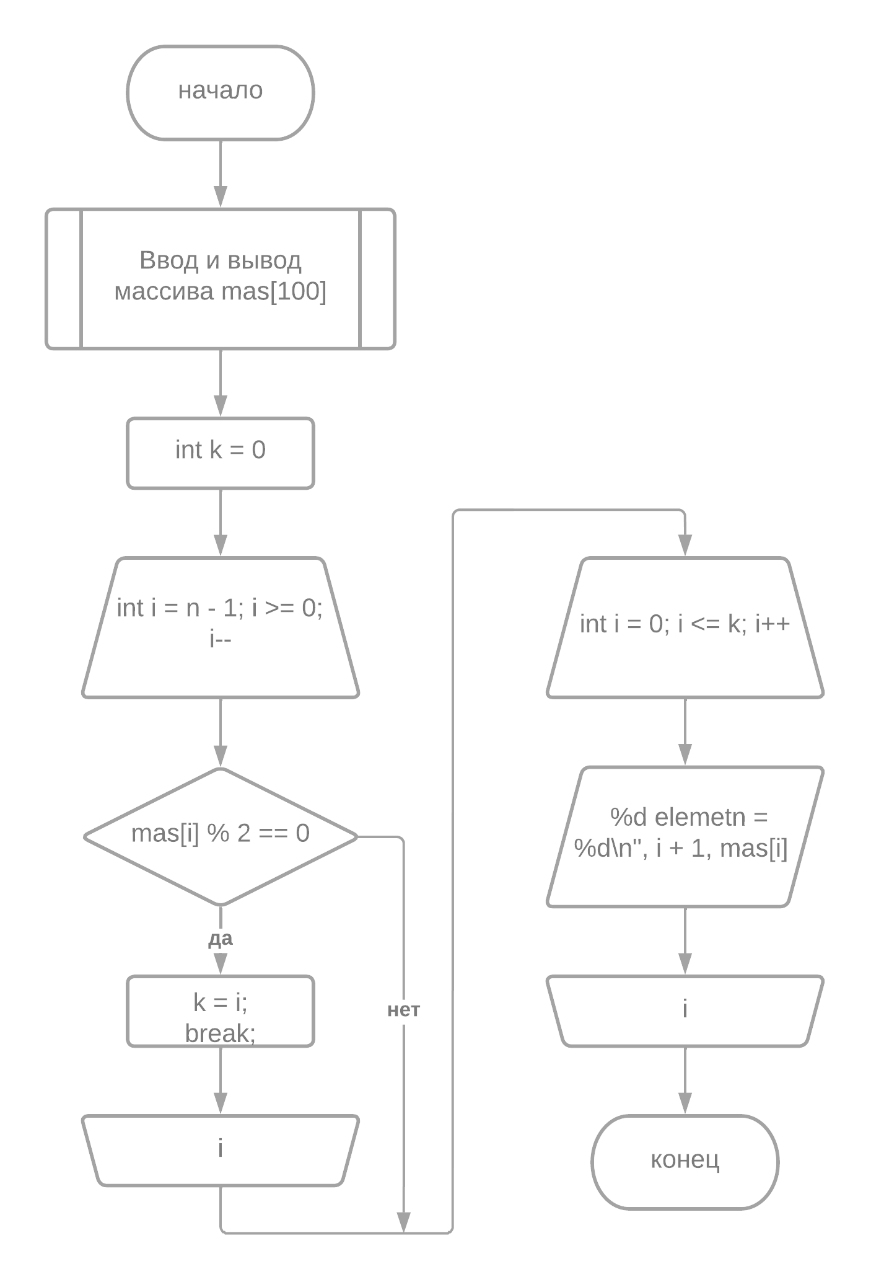 начало
Ввод и вывод
массива mas[100]
int k = 0
int i = n - 1; i >= 0;
i--
mas[i] % 2 == 0
да
нет
k = i;
break;
i
int i = 0; i <= k; i++
%d elemetn =
%d\n", i + 1, mas[i]
i
конец